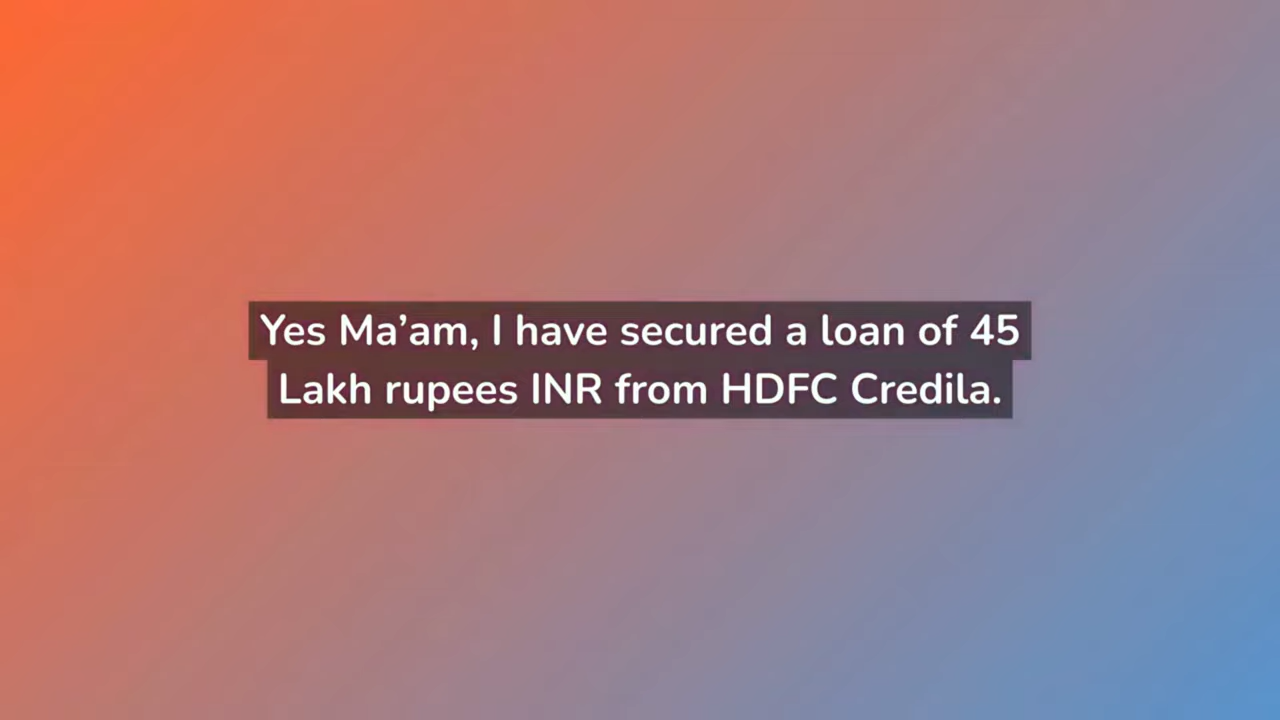 Yes Ma’am, I have secured a loan of 45
Lakh rupees INR from HDFC Credila.